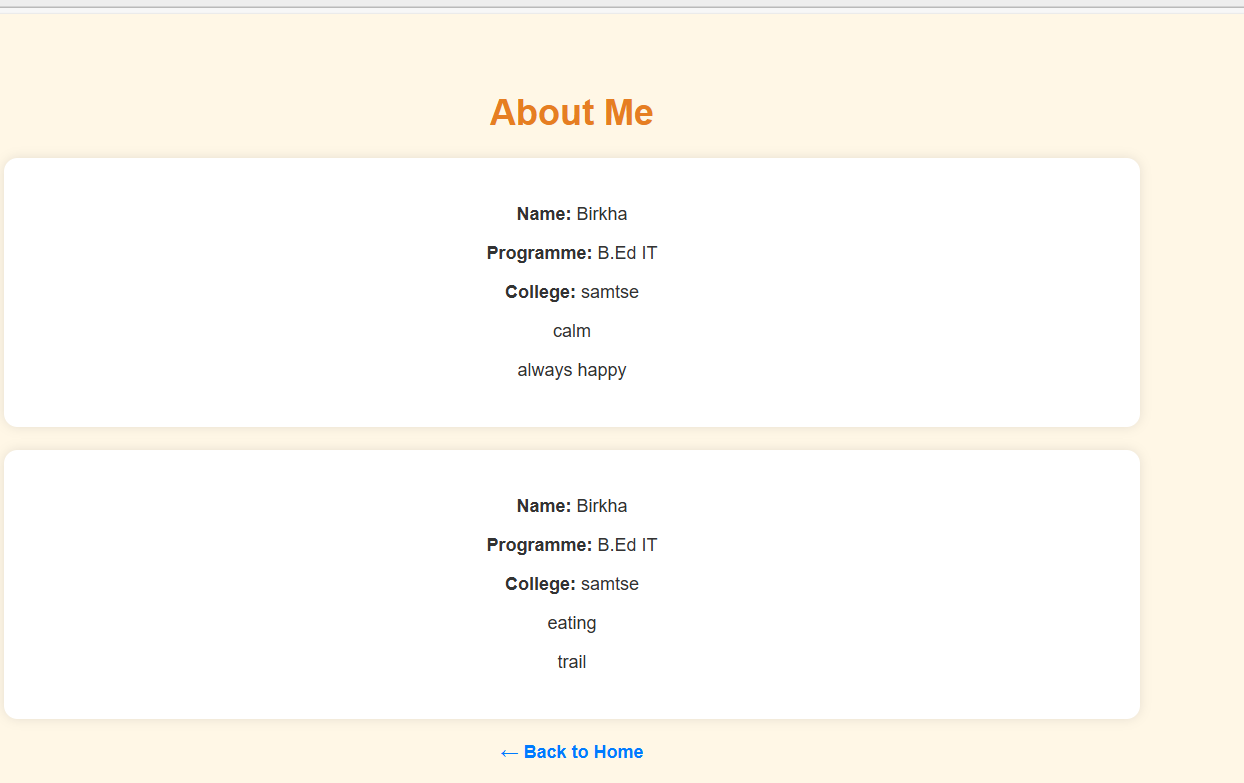 About Me
Name: Birkha
Programme: B.Ed IT
College: samtse
calm
always happy
Name: Birkha
Programme: B.Ed IT
College: samtse
eating
trail
← Back to Home